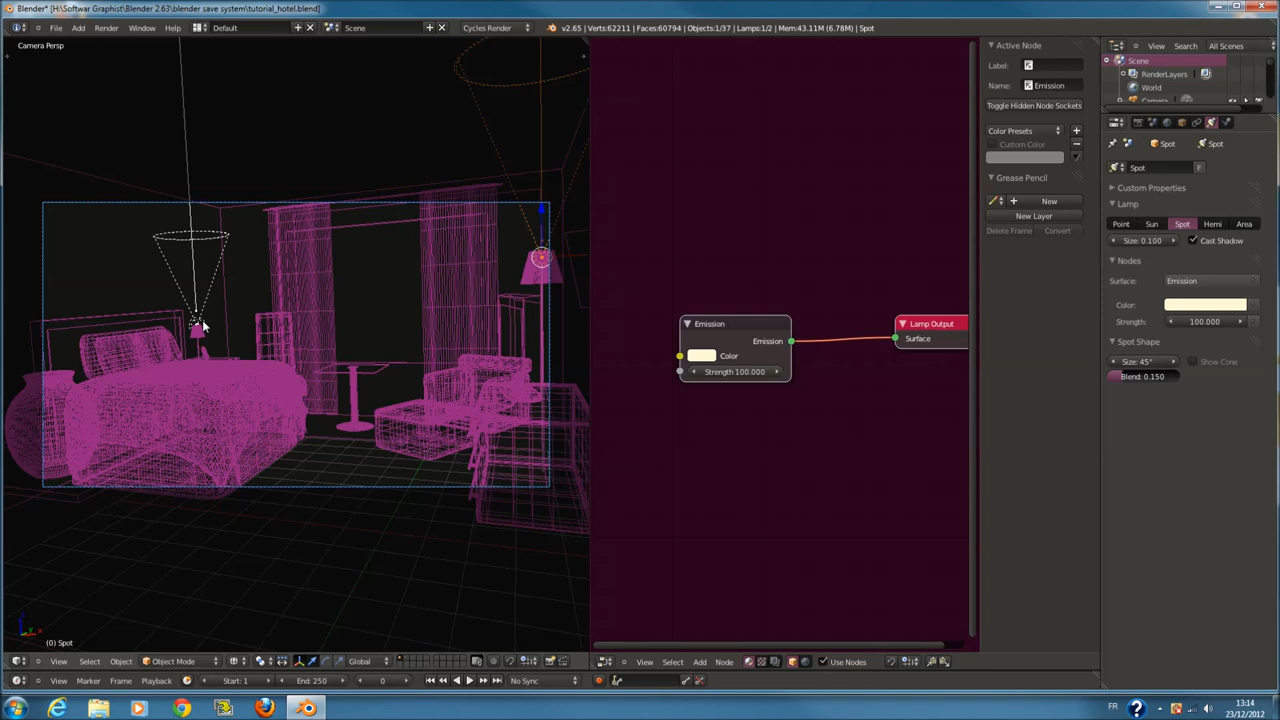 Blender* [H:\Softwar Graphist\Blender 2.63\blender save system\tutorial_hotel.blend]
File Add Render Window Help Default Scene Cycles Render v2.65 | Verts:62211 | Faces:60794 | Objects:1/37 | Lamps:1/2 | Mem:43.11M (6.78M) | Spot
Camera Persp
(0) Spot
View Select Object Object Mode Global
View Marker Frame Playback Start: 1 End: 250 0 No Sync
Emission
Emission
Color
Strength 100.000
Lamp Output
Surface
View Select Add Node Use Nodes
Active Node
Label:
Name: Emission
Toggle Hidden Node Sockets
Color Presets
Custom Color
Grease Pencil
New
New Layer
Delete Frame Convert
View Search All Scenes
Scene
RenderLayers
World
Camera
Spot Spot
Spot F
Custom Properties
Lamp
Point Sun Spot Hemi Area
Size: 0.100 Cast Shadow
Nodes
Surface: Emission
Color:
Strength: 100.000
Spot Shape
Size: 45° Show Cone
Blend: 0.150
FR 13:14
23/12/2012